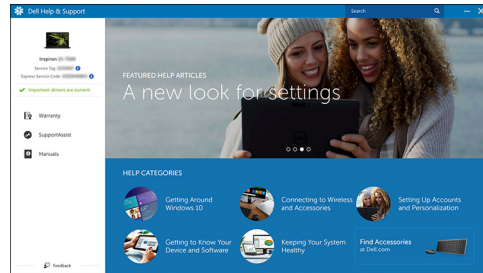 Dell Help & Support
Search
Inspiron
Service Tag
Express Service Code
Important drivers are current
Warranty
SupportAssist
Manuals
Feedback
FEATURED HELP ARTICLES
A new look for settings
HELP CATEGORIES
Getting Around
Windows 10
Connecting to Wireless
and Accessories
Setting Up Accounts
and Personalization
Getting to Know Your
Device and Software
Keeping Your System
Healthy
Find Accessories
at Dell.com